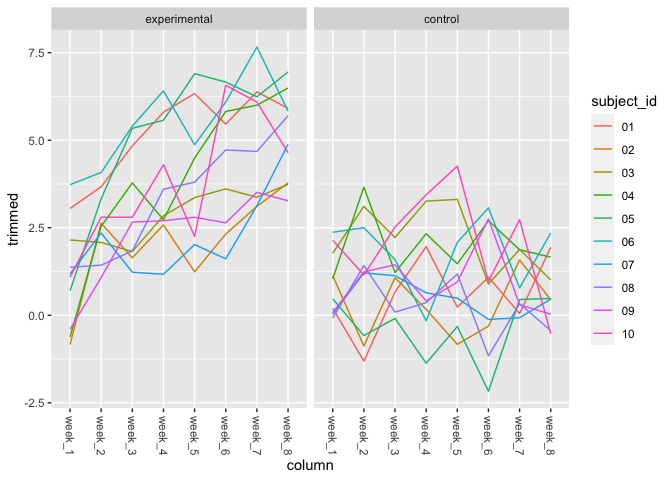 experimental
control
7.5
5.0
2.5
0.0
-2.5
trimmed
week_1
week_2
week_3
week_4
week_5
week_6
week_7
week_8
week_1
week_2
week_3
week_4
week_5
week_6
week_7
week_8
column
subject_id
01
02
03
04
05
06
07
08
09
10